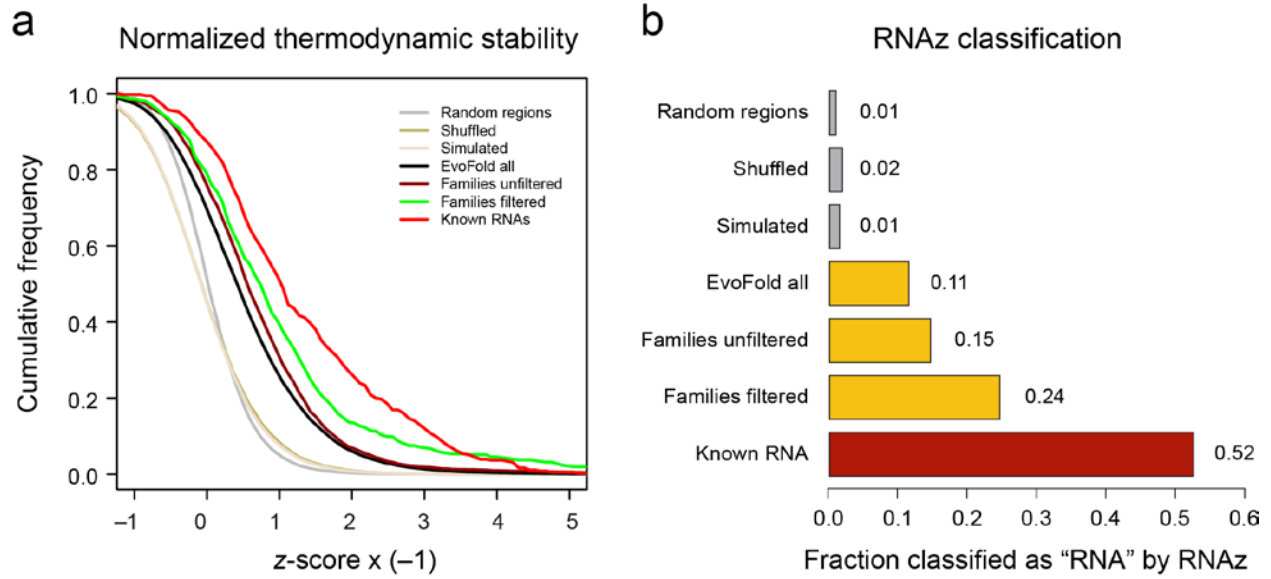 a
Normalized thermodynamic stability
Cumulative frequency
1.0
0.8
0.6
0.4
0.2
0.0
Random regions
Shuffled
Simulated
EvoFold all
Families unfiltered
Families filtered
Known RNAs
–1
0
1
2
3
4
5
z-score x (–1)
b
RNAz classification
Random regions 0.01
Shuffled 0.02
Simulated 0.01
EvoFold all 0.11
Families unfiltered 0.15
Families filtered 0.24
Known RNA 0.52
0.0 0.1 0.2 0.3 0.4 0.5 0.6
Fraction classified as “RNA” by RNAz